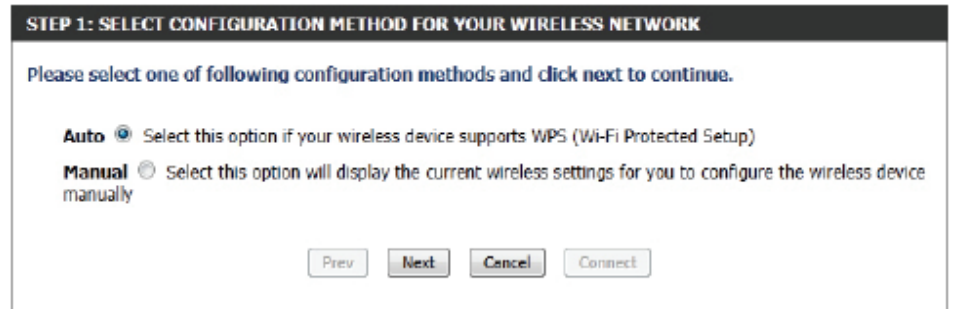 STEP 1: SELECT CONFIGURATION METHOD FOR YOUR WIRELESS NETWORK
Please select one of following configuration methods and click next to continue.
Auto Select this option if your wireless device supports WPS (Wi-Fi Protected Setup)
Manual Select this option will display the current wireless settings for you to configure the wireless device
manually
Prev Next Cancel Connect